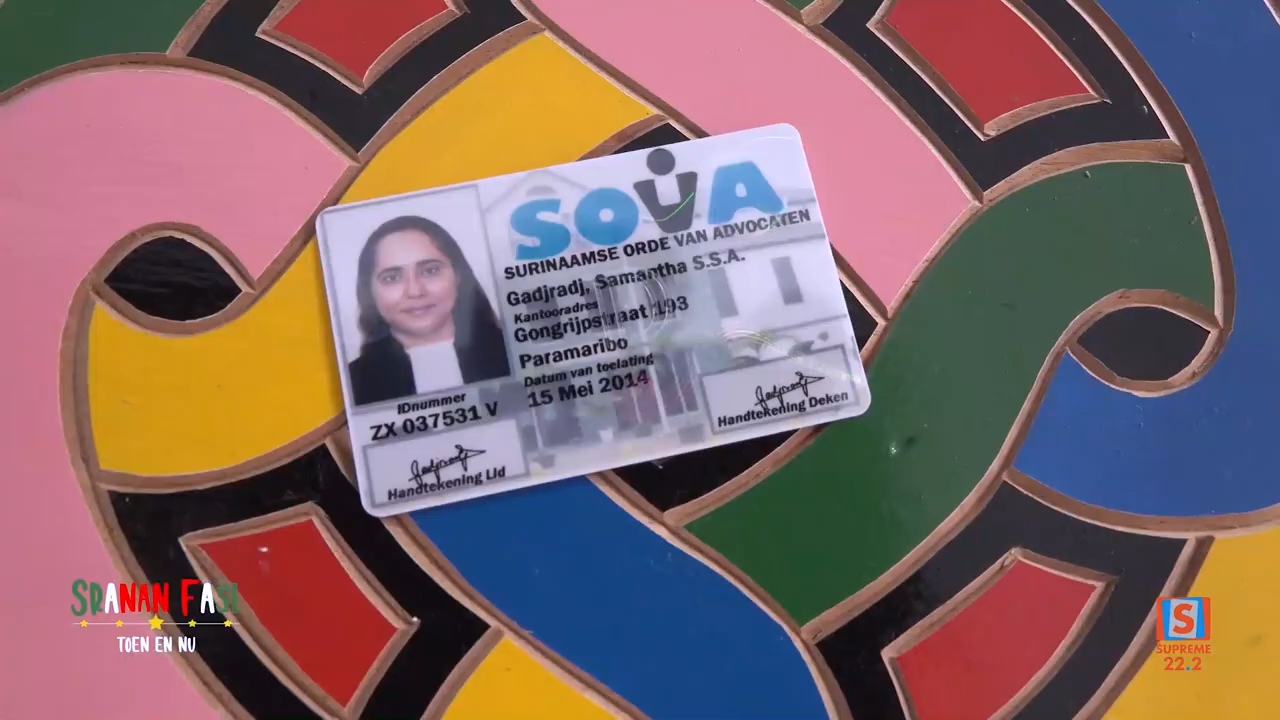 SOVA
SURINAAMSE ORDE VAN ADVOCATEN
Gadjradj, Samantha S.S.A.
Kantooradres
Gongrijpstraat 193
Paramaribo
Datum van toelating
15 Mei 2014
IDnummer
ZX 037531 V
Handtekening Lid
Handtekening Deken
SRANAN FASI
TOEN EN NU
S
SUPREME
22.2